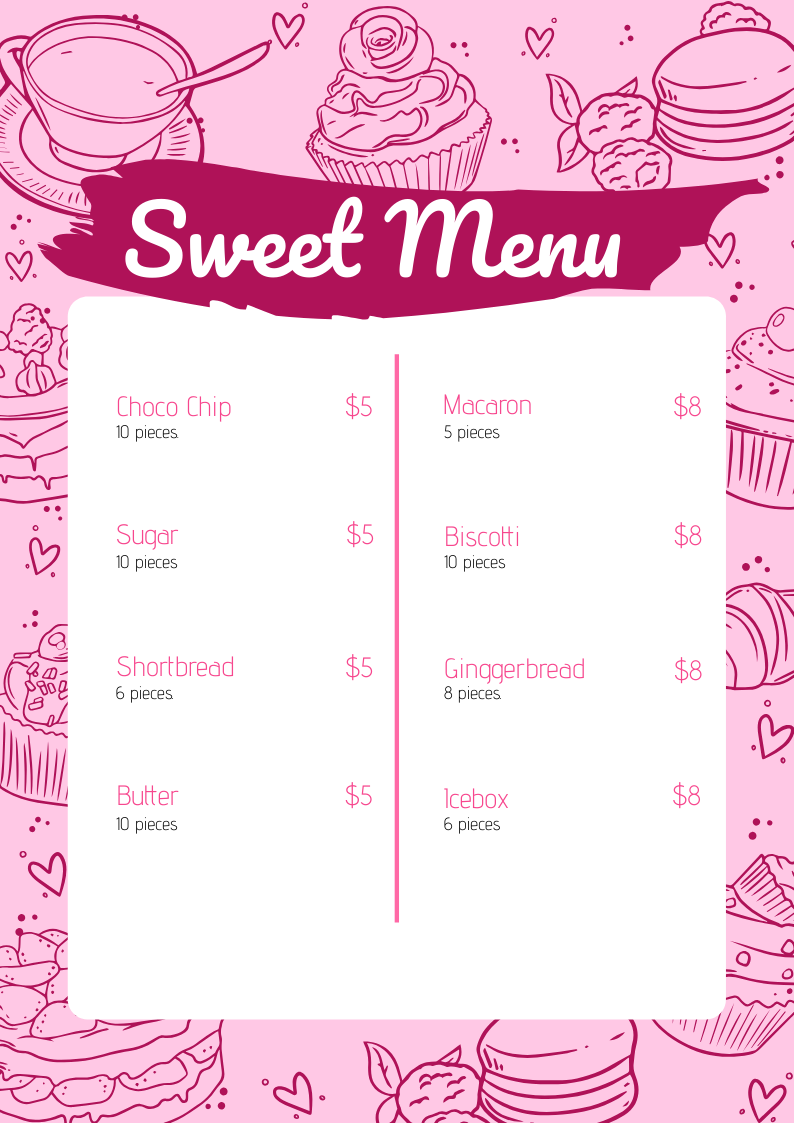 Sweet Menu
Choco Chip $5
10 pieces.
Sugar $5
10 pieces
Shortbread $5
6 pieces.
Butter $5
10 pieces
Macaron $8
5 pieces
Biscotti $8
10 pieces
Ginggerbread $8
8 pieces.
Icebox $8
6 pieces